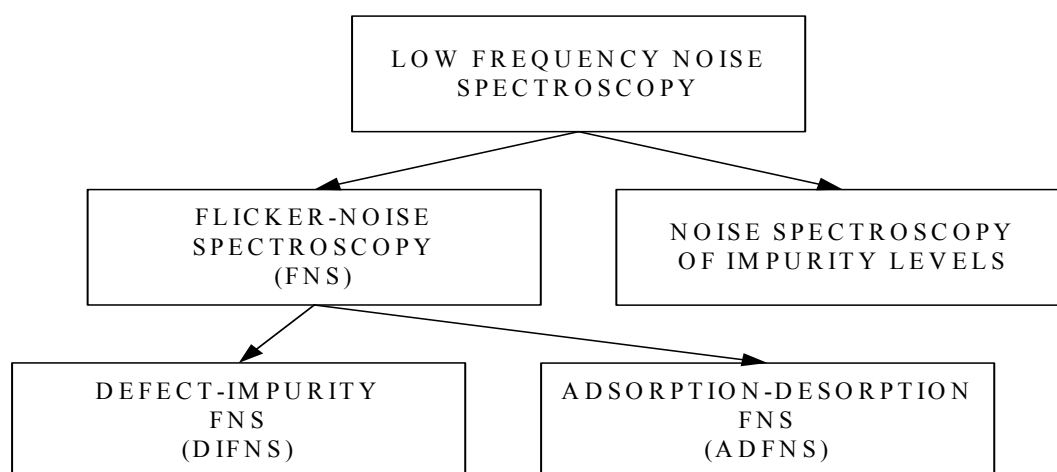 LOW FREQUENCY NOISE
SPECTROSCOPY
FLICKER-NOISE
SPECTROSCOPY
(FNS)
NOISE SPECTROSCOPY
OF IMPURITY LEVELS
DEFECT-IMPURITY
FNS
(DIFNS)
ADSORPTION-DESORPTION
FNS
(ADFNS)